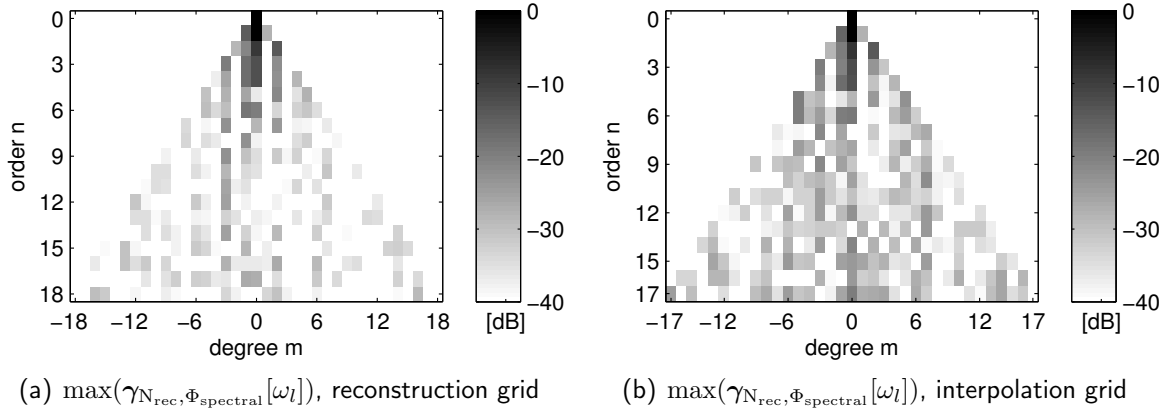 0
3
6
9
12
15
18
order n
−18 −12 −6 0 6 12 18
degree m
0
−10
−20
−30
−40
[dB]
(a) max(γ_{N_rec,Φ_spectral}[ω_l]), reconstruction grid
0
3
6
9
12
15
17
order n
−17 −12 −6 0 6 12 17
degree m
0
−10
−20
−30
−40
[dB]
(b) max(γ_{N_rec,Φ_spectral}[ω_l]), interpolation grid